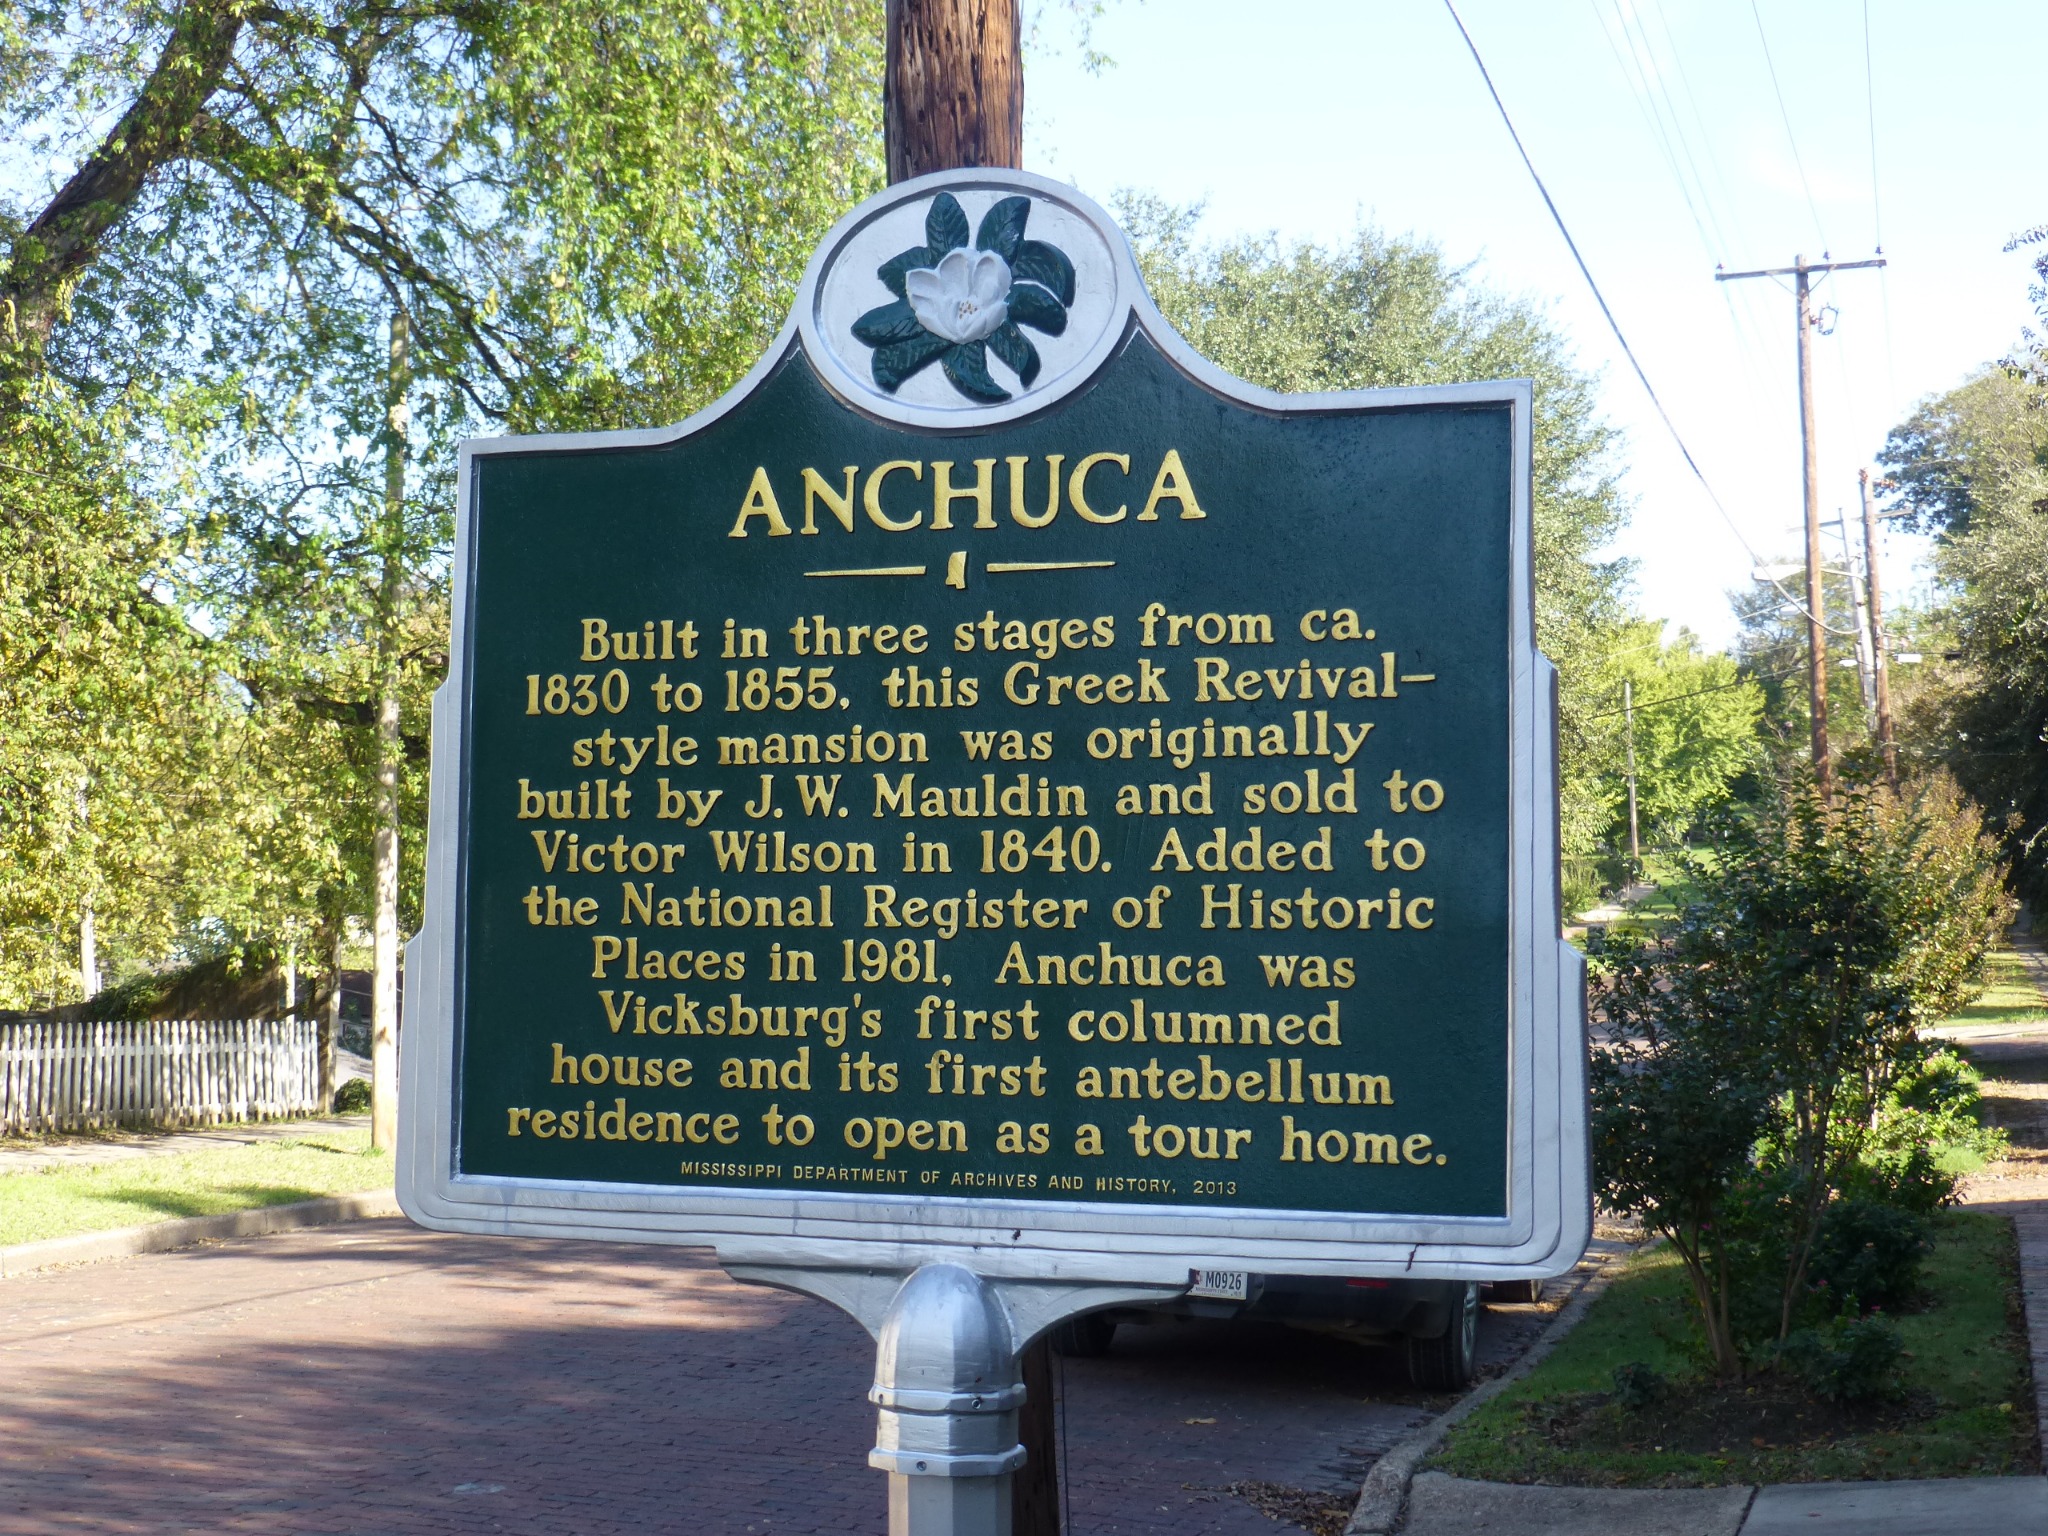 ANCHUCA
Built in three stages from ca.
1830 to 1855, this Greek Revival-
style mansion was originally
built by J.W. Mauldin and sold to
Victor Wilson in 1840. Added to
the National Register of Historic
Places in 1981, Anchuca was
Vicksburg's first columned
house and its first antebellum
residence to open as a tour home.
MISSISSIPPI DEPARTMENT OF ARCHIVES AND HISTORY, 2013
M0926